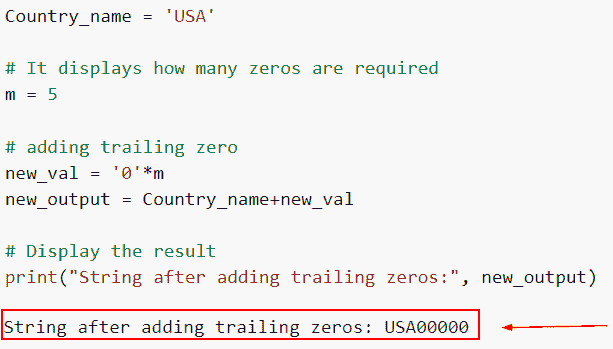 Country_name = 'USA'
# It displays how many zeros are required
m = 5
# adding trailing zero
new_val = '0'*m
new_output = Country_name+new_val
# Display the result
print("String after adding trailing zeros:", new_output)
String after adding trailing zeros: USA00000